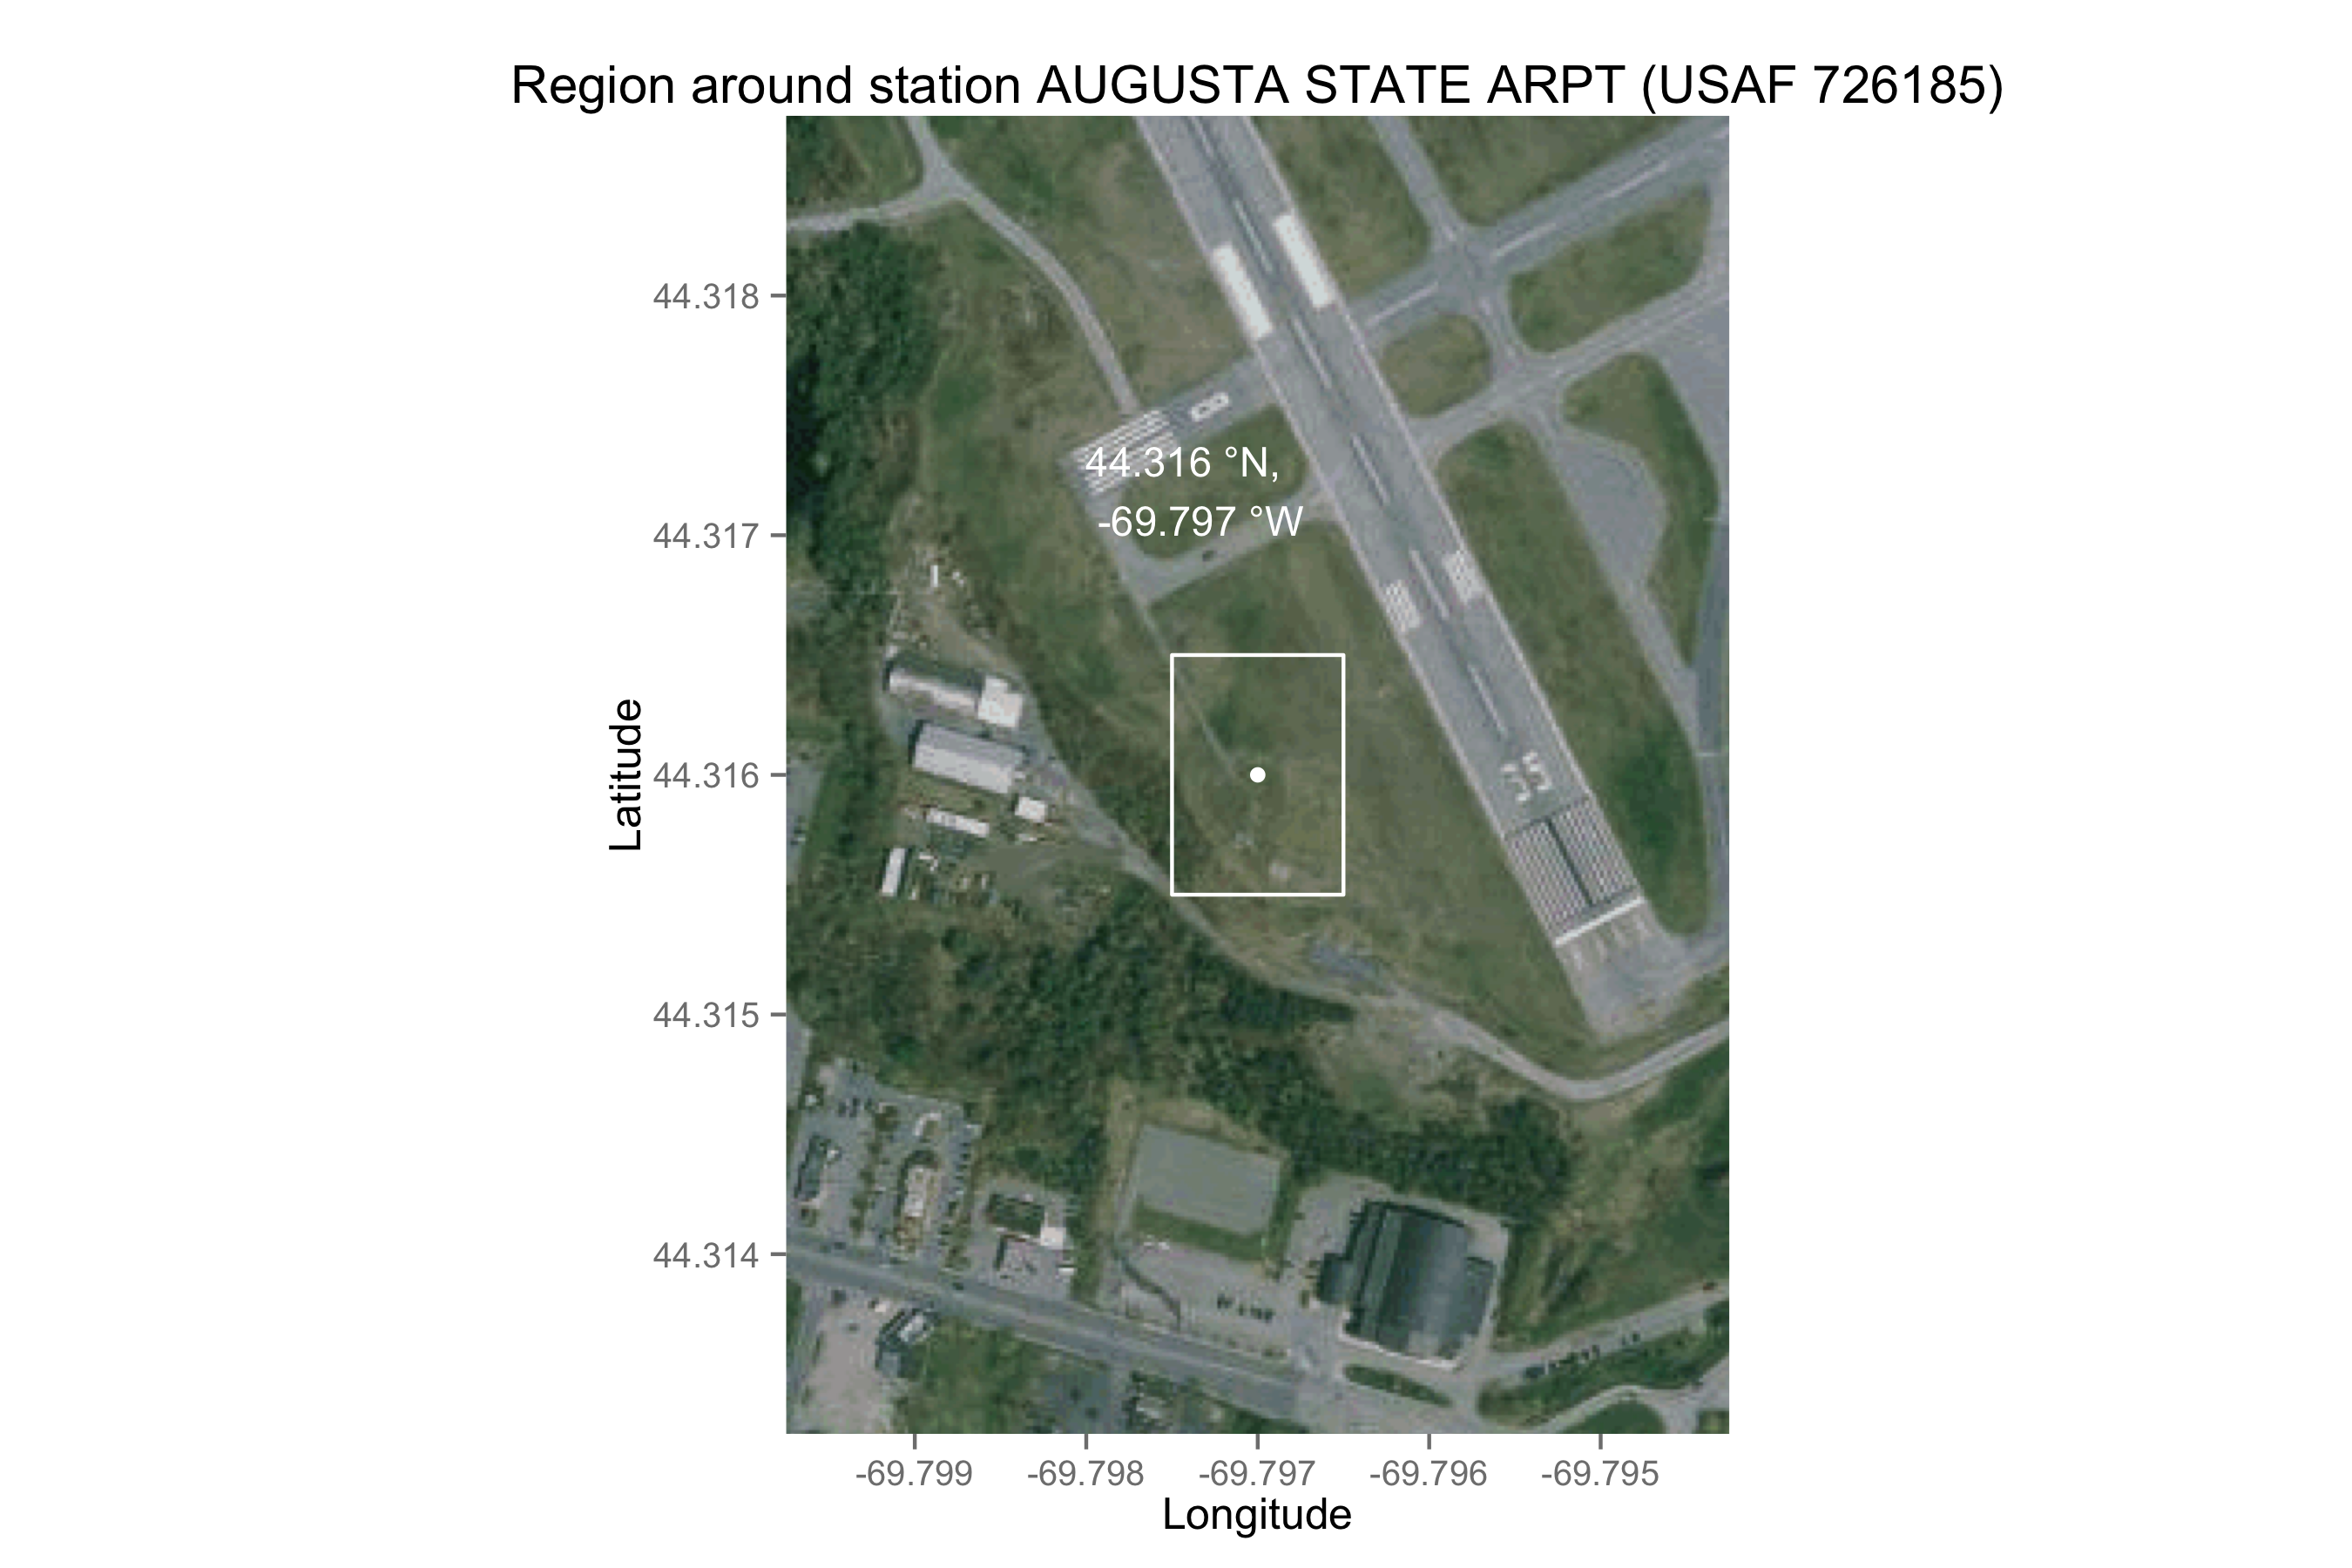 Region around station AUGUSTA STATE ARPT (USAF 726185)
44.318
44.316 °N,
-69.797 °W
44.317
Latitude
44.316
35
44.315
44.314
-69.799 -69.798 -69.797 -69.796 -69.795
Longitude